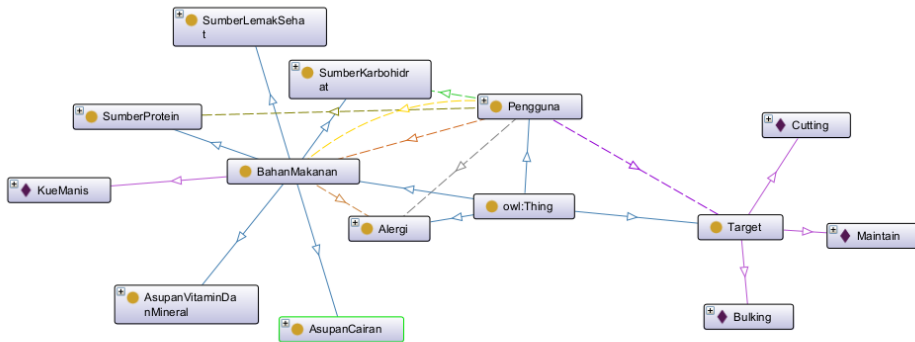 SumberLemakSeha
t
SumberKarbohidr
at
Pengguna
SumberProtein
Cutting
BahanMakanan
KueManis
owl:Thing
Alergi
Target
Maintain
AsupanVitaminDa
nMineral
AsupanCairan
Bulking